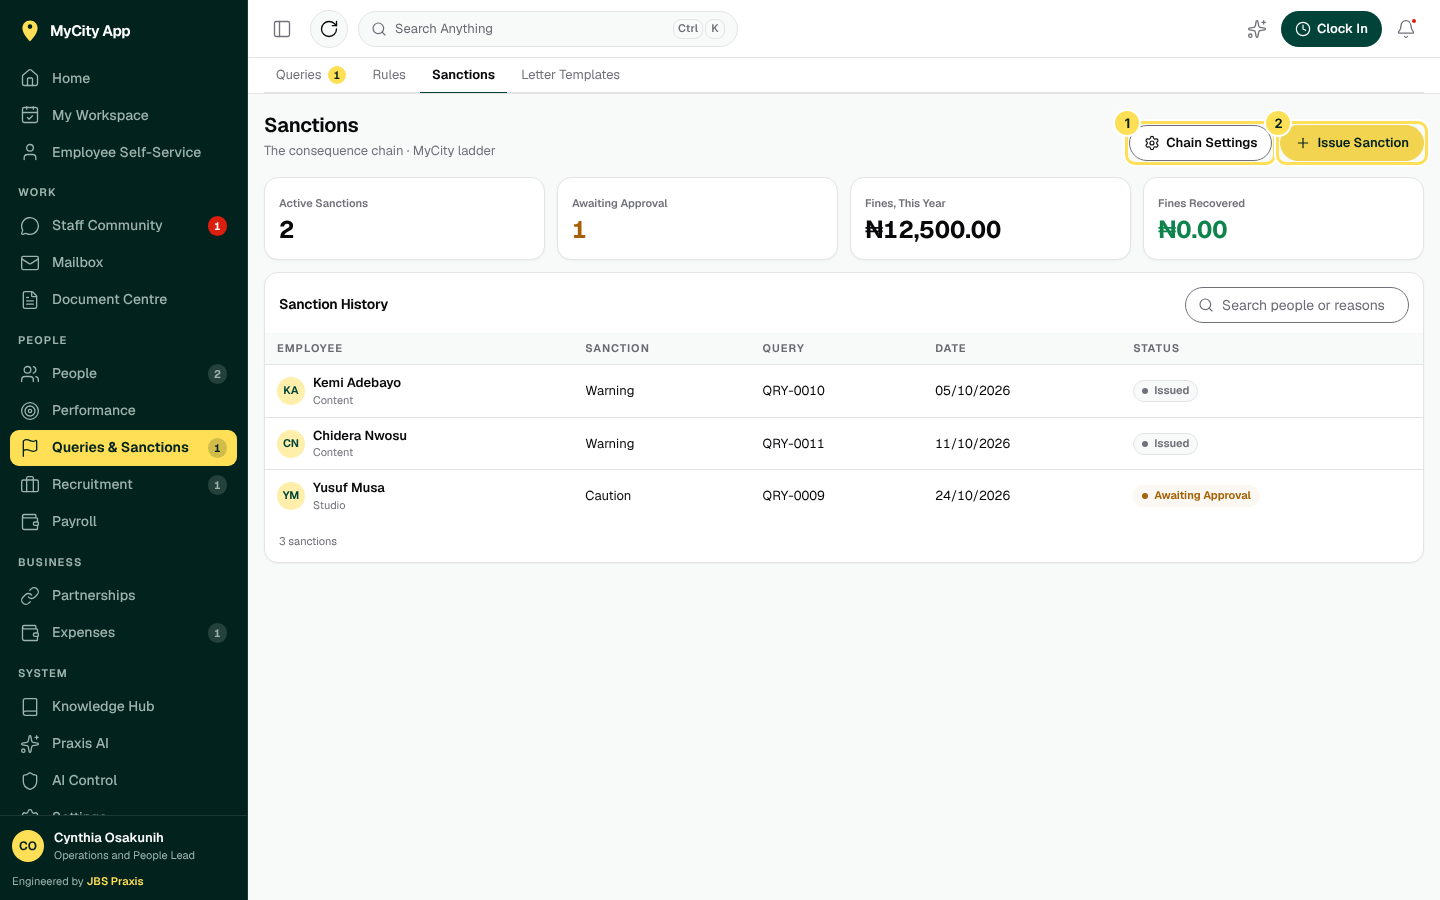 MyCity App
Home
My Workspace
Employee Self-Service
WORK
Staff Community 1
Mailbox
Document Centre
PEOPLE
People 2
Performance
Queries & Sanctions 1
Recruitment 1
Payroll
BUSINESS
Partnerships
Expenses 1
SYSTEM
Knowledge Hub
Praxis AI
AI Control
CO
Cynthia Osakunih
Operations and People Lead
Engineered by JBS Praxis
Search Anything Ctrl K
Clock In
Queries 1 Rules Sanctions Letter Templates
Sanctions
The consequence chain · MyCity ladder
1 Chain Settings 2 Issue Sanction
Active Sanctions
2
Awaiting Approval
1
Fines, This Year
₦12,500.00
Fines Recovered
₦0.00
Sanction History
Search people or reasons
EMPLOYEE SANCTION QUERY DATE STATUS
KA Kemi Adebayo Warning QRY-0010 05/10/2026 Issued
Content
CN Chidera Nwosu Warning QRY-0011 11/10/2026 Issued
Content
YM Yusuf Musa Caution QRY-0009 24/10/2026 Awaiting Approval
Studio
3 sanctions